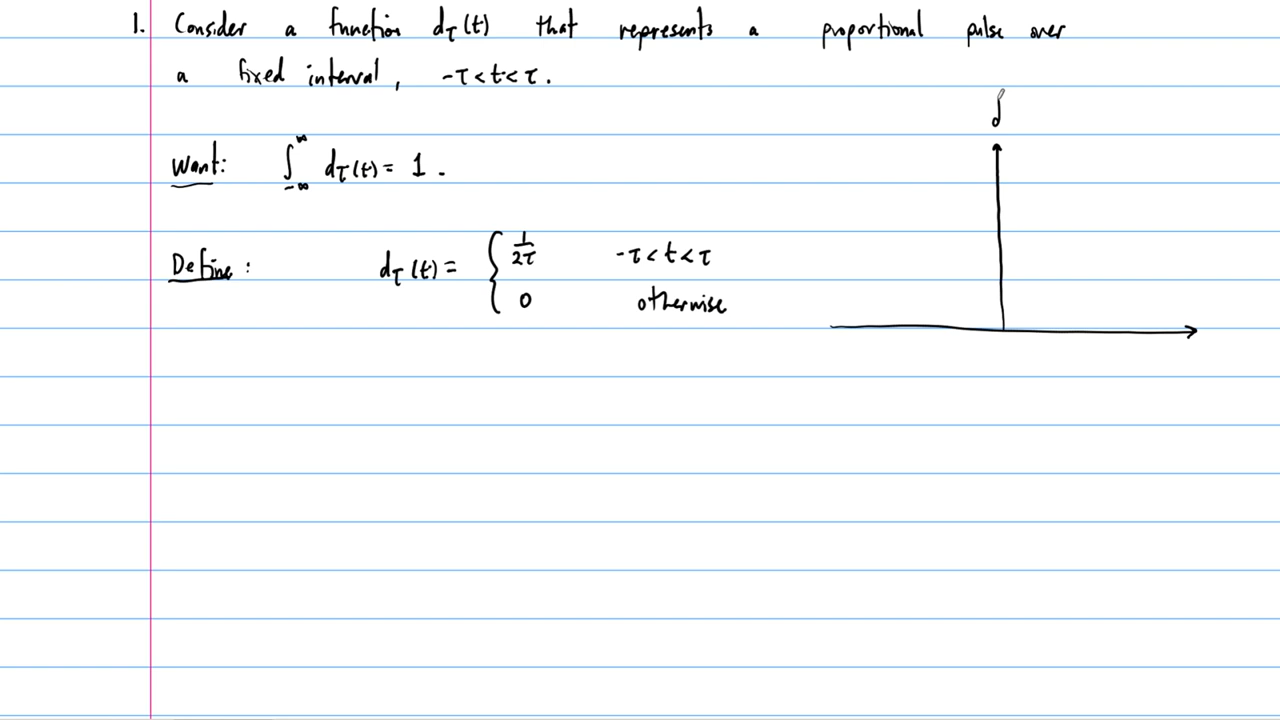 1. Consider a function d_τ(t) that represents a proportional pulse over
a fixed interval, -τ < t < τ.
Want: ∫_{-∞}^{∞} d_τ(t) = 1.
Define: d_τ(t) = { 1/2τ -τ < t < τ
0 otherwise
d